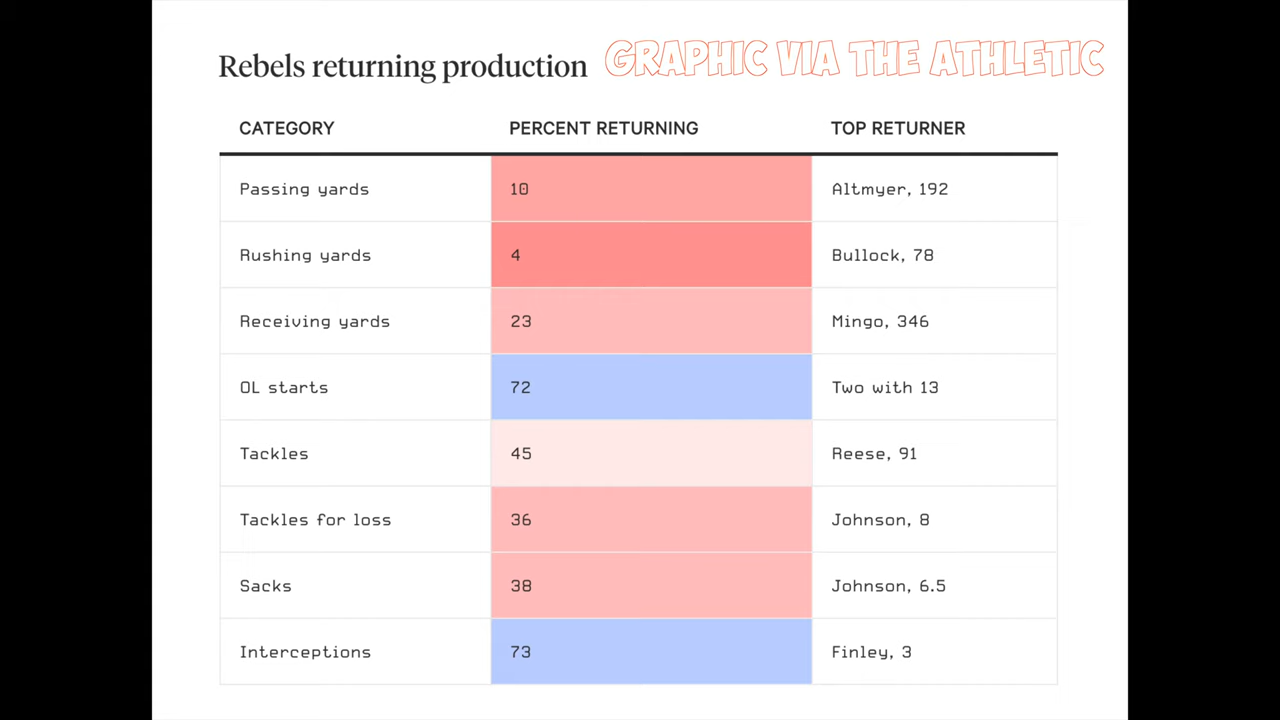 Rebels returning production GRAPHIC VIA THE ATHLETIC
CATEGORY PERCENT RETURNING TOP RETURNER
Passing yards 10 Altmyer, 192
Rushing yards 4 Bullock, 78
Receiving yards 23 Mingo, 346
OL starts 72 Two with 13
Tackles 45 Reese, 91
Tackles for loss 36 Johnson, 8
Sacks 38 Johnson, 6.5
Interceptions 73 Finley, 3